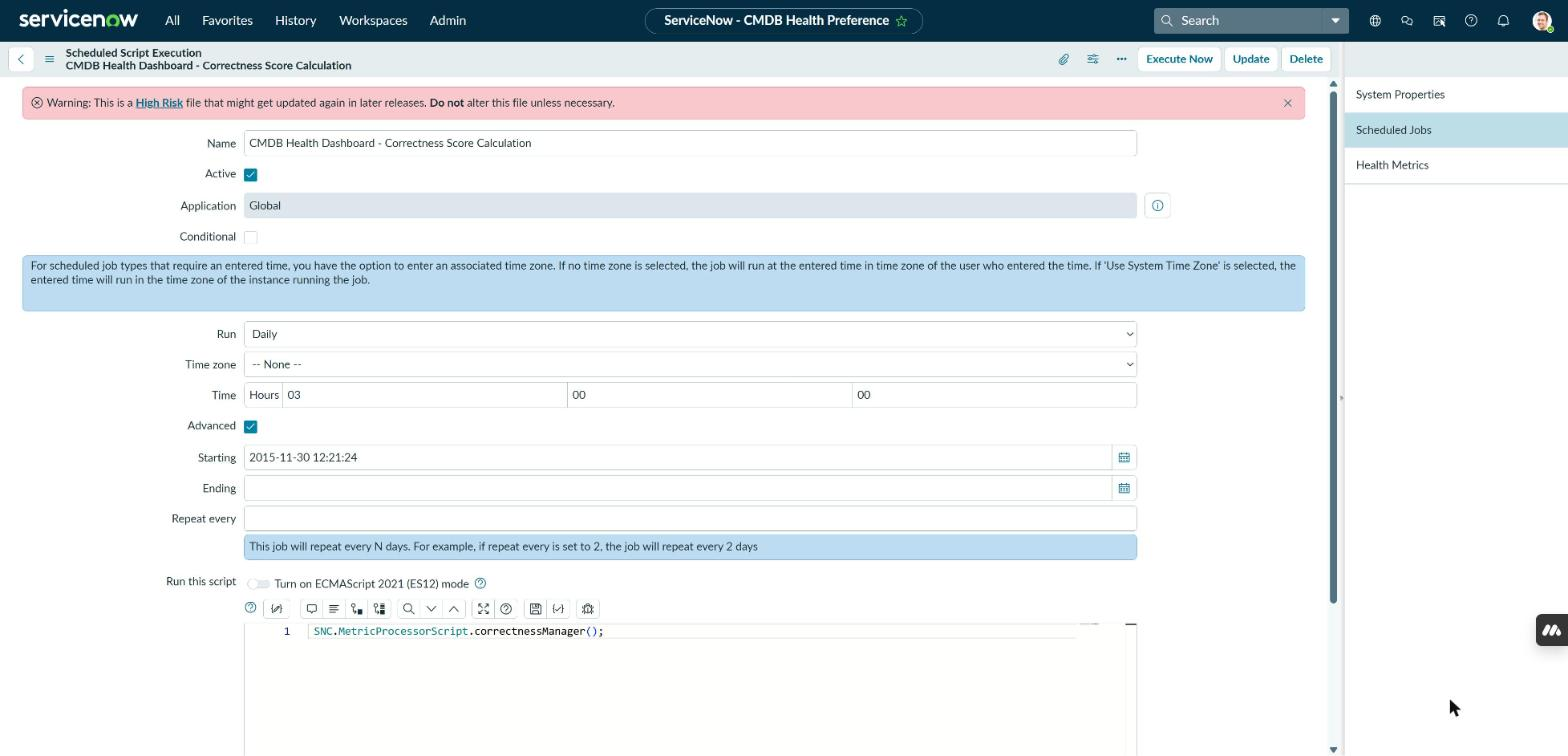 servicenow
All
Favorites
History
Workspaces
Admin
ServiceNow - CMDB Health Preference
Search
Scheduled Script Execution
CMDB Health Dashboard - Correctness Score Calculation
Execute Now
Update
Delete
Warning: This is a High Risk file that might get updated again in later releases. Do not alter this file unless necessary.
Name
CMDB Health Dashboard - Correctness Score Calculation
Active
Application
Global
Conditional
For scheduled job types that require an entered time, you have the option to enter an associated time zone. If no time zone is selected, the job will run at the entered time in time zone of the user who entered the time. If 'Use System Time Zone' is selected, the
entered time will run in the time zone of the instance running the job.
Run
Daily
Time zone
-- None --
Time
Hours
03
00
00
Advanced
Starting
2015-11-30 12:21:24
Ending
Repeat every
This job will repeat every N days. For example, if repeat every is set to 2, the job will repeat every 2 days
Run this script
Turn on ECMAScript 2021 (ES12) mode
1
SNC.MetricProcessorScript.correctnessManager();
System Properties
Scheduled Jobs
Health Metrics